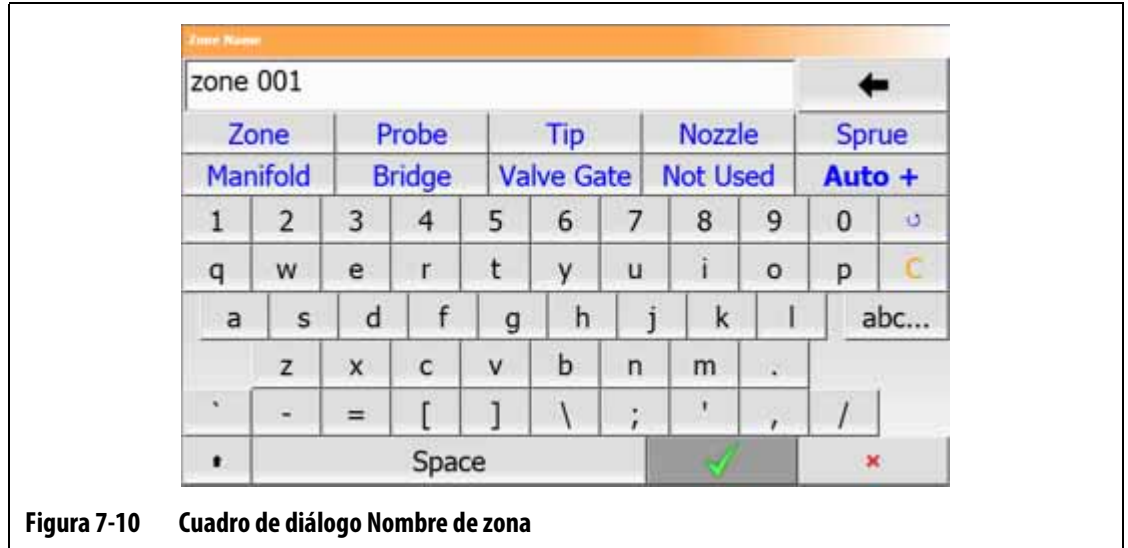 Zone Name
zone 001
Zone Probe Tip Nozzle Sprue
Manifold Bridge Valve Gate Not Used Auto +
1 2 3 4 5 6 7 8 9 0
q w e r t y u i o p C
a s d f g h j k l abc...
z x c v b n m .
` - = [ ] \ ; ' , /
Space
Figura 7-10 Cuadro de diálogo Nombre de zona